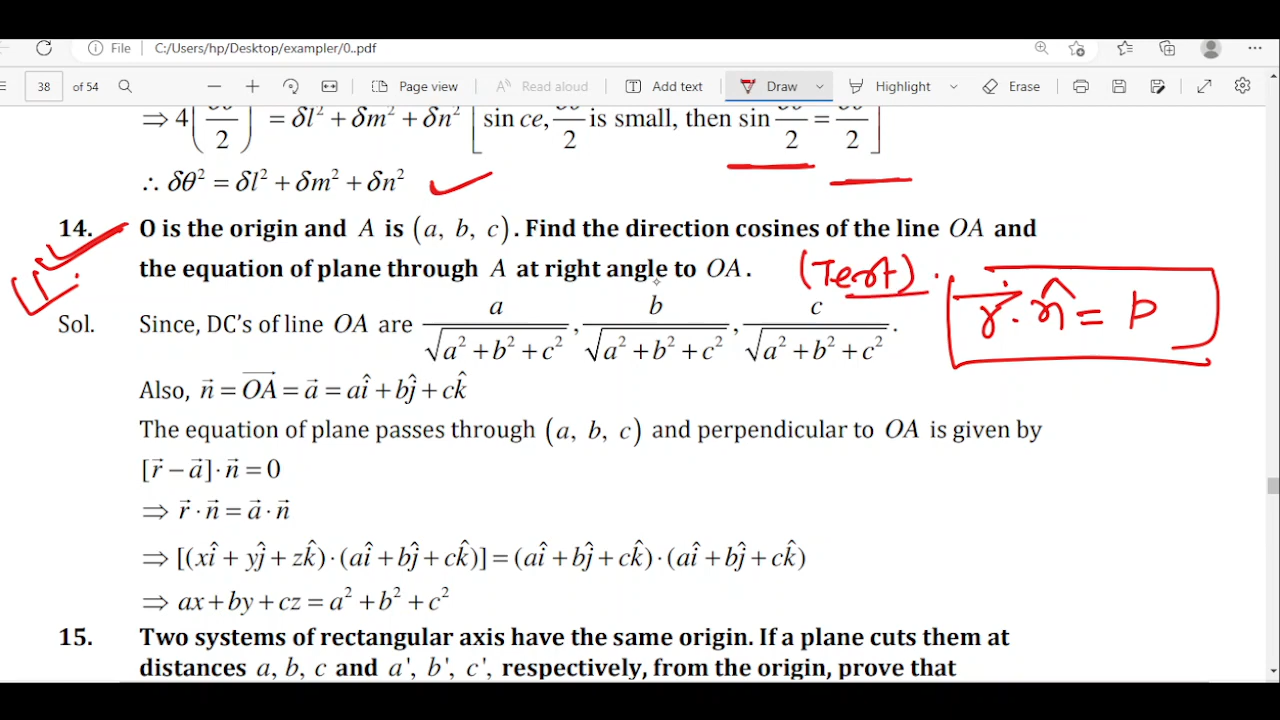 File C:/Users/hp/Desktop/exampler/0..pdf
38 of 54 Page view Read aloud Add text Draw Highlight Erase
⇒ 4( /2) = δl² + δm² + δn² [sin ce, /2 is small, then sin /2 = /2]
∴ δθ² = δl² + δm² + δn²
14. O is the origin and A is (a, b, c). Find the direction cosines of the line OA and
the equation of plane through A at right angle to OA.
(Test).
r⃗ · n̂ = p
Sol. Since, DC's of line OA are a/√(a² + b² + c²), b/√(a² + b² + c²), c/√(a² + b² + c²).
Also, n⃗ = OA⃗ = a⃗ = aî + bĵ + ck̂
The equation of plane passes through (a, b, c) and perpendicular to OA is given by
[r⃗ − a⃗] · n⃗ = 0
⇒ r⃗ · n⃗ = a⃗ · n⃗
⇒ [(xî + yĵ + zk̂) · (aî + bĵ + ck̂)] = (aî + bĵ + ck̂) · (aî + bĵ + ck̂)
⇒ ax + by + cz = a² + b² + c²
15. Two systems of rectangular axis have the same origin. If a plane cuts them at
distances a, b, c and a', b', c', respectively, from the origin, prove that